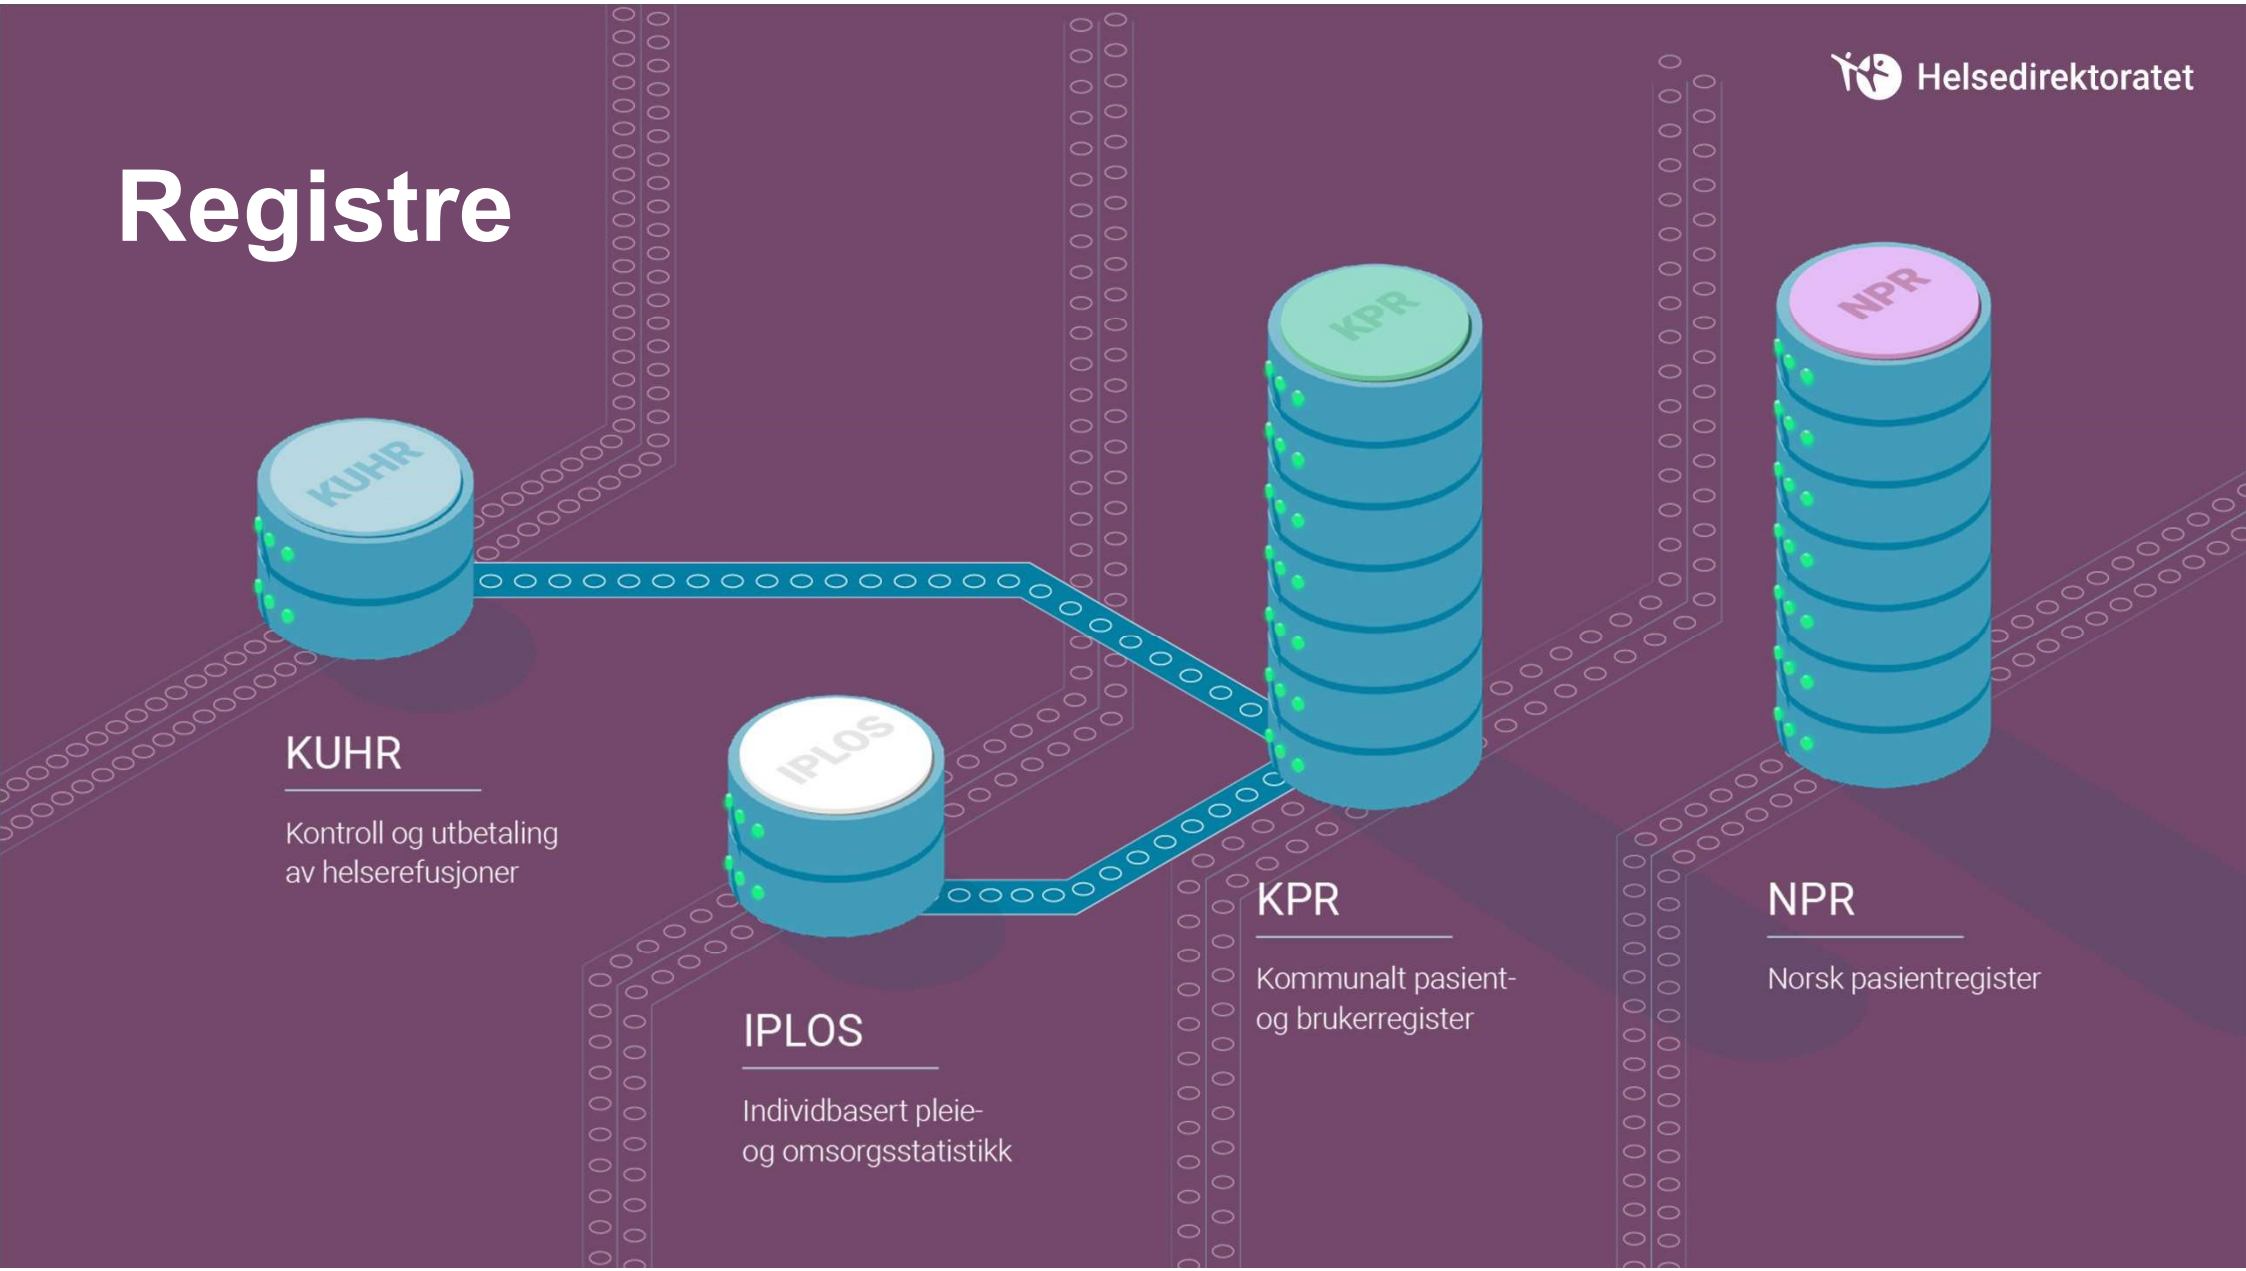 Helsedirektoratet
Registre
KUHR
KUHR
Kontroll og utbetaling
av helserefusjoner
IPLOS
IPLOS
Individbasert pleie-
og omsorgsstatistikk
KPR
KPR
Kommunalt pasient-
og brukerregister
NPR
NPR
Norsk pasientregister